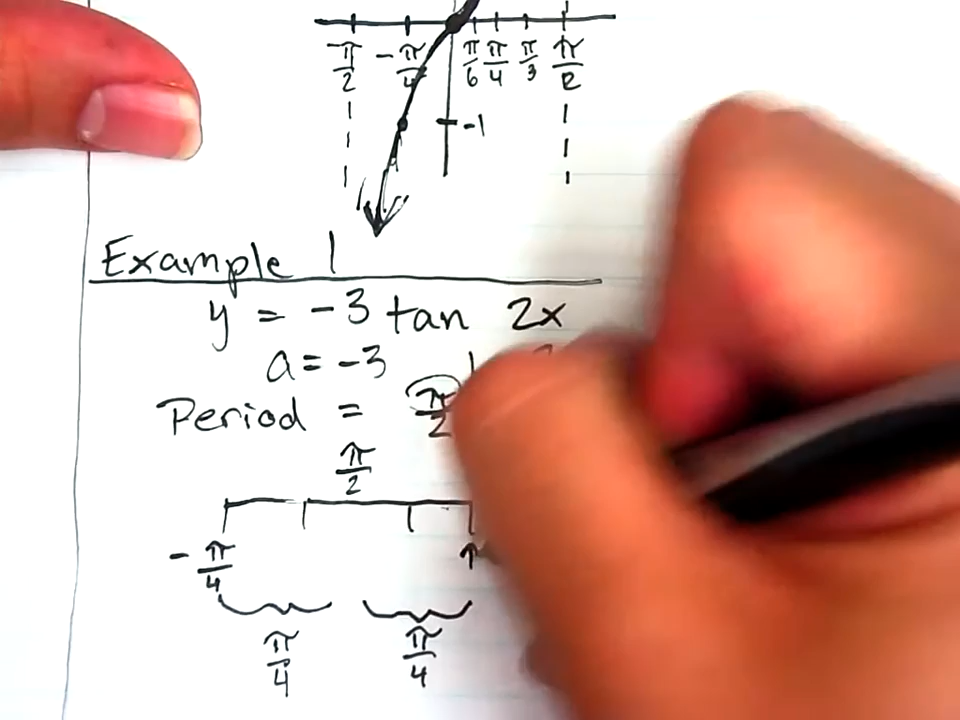 -π/2 -π/4 π/6 π/4 π/3 π/2
-1
Example 1
y = -3 tan 2x
a = -3
Period = π/2
π/2
-π/4
π/4 π/4